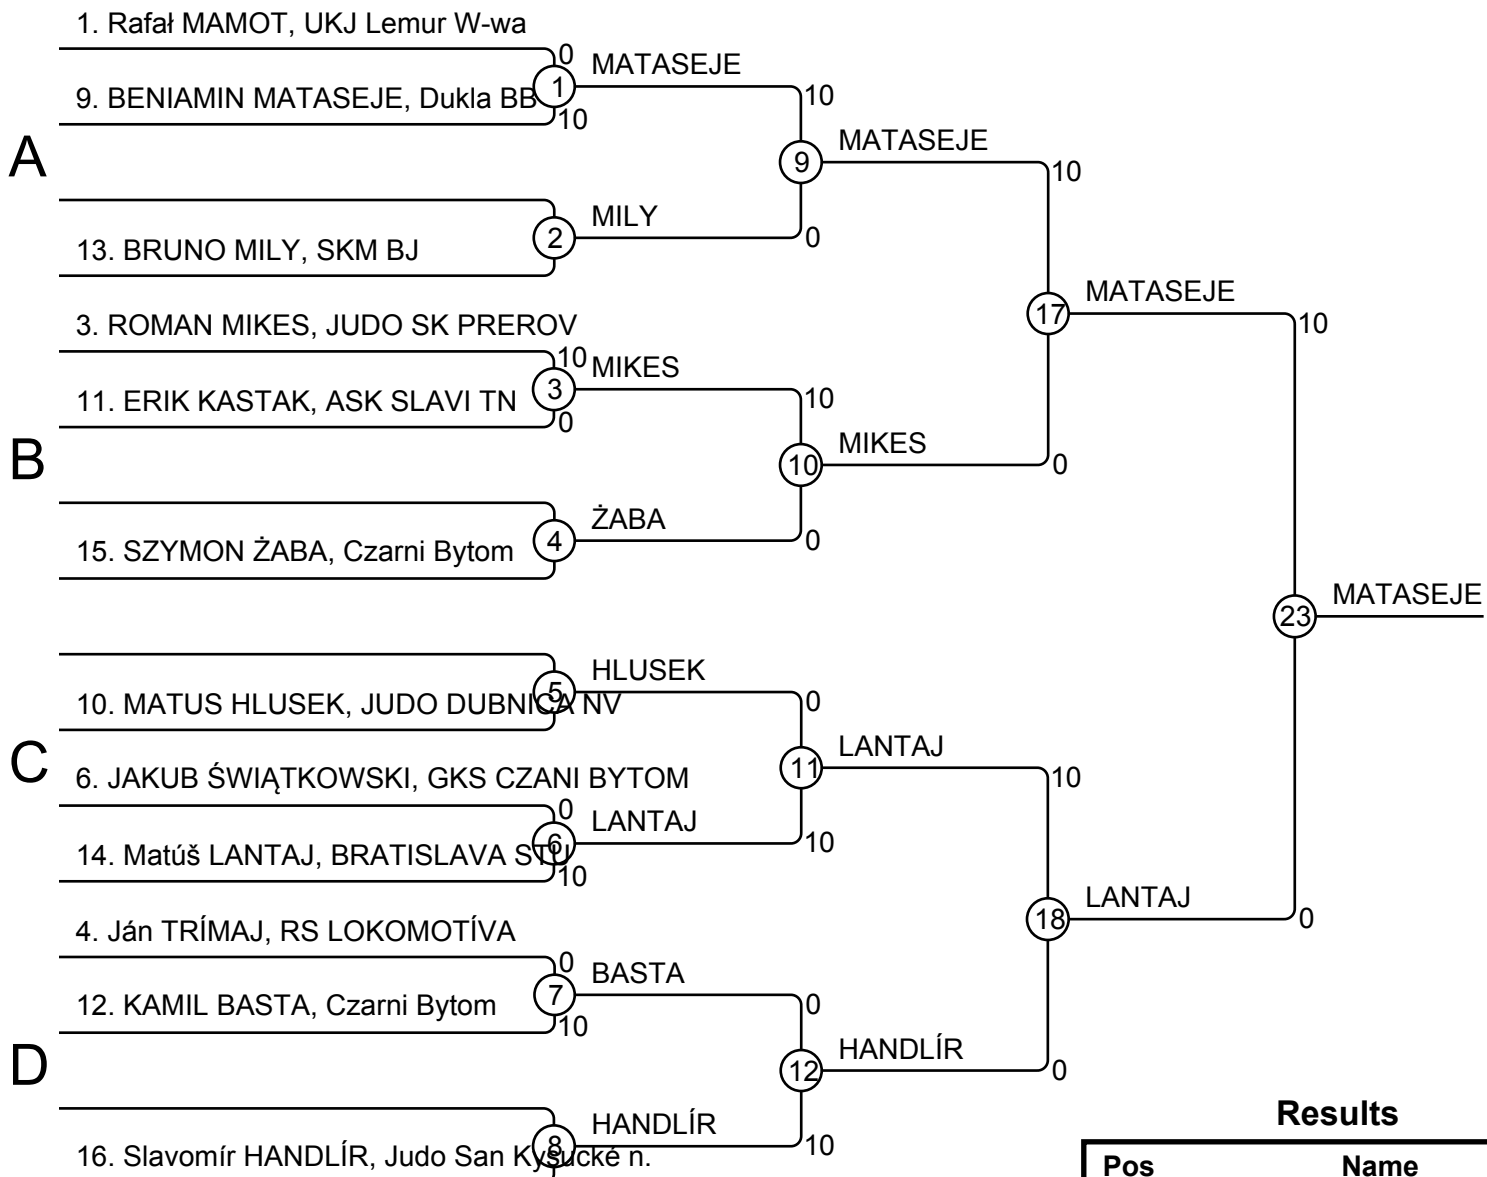 1. Rafał MAMOT, UKJ Lemur W-wa
0
MATASEJE
1
10
9. BENIAMIN MATASEJE, Dukla BB
10
A
MATASEJE
9
10
MILY
2
0
13. BRUNO MILY, SKM BJ
3. ROMAN MIKES, JUDO SK PREROV
MATASEJE
17
10
10
MIKES
3
10
11. ERIK KASTAK, ASK SLAVI TN
0
B
MIKES
10
0
ŻABA
4
0
15. SZYMON ŻABA, Czarni Bytom
MATASEJE
23
HLUSEK
5
0
10. MATUS HLUSEK, JUDO DUBNICA NV
C
LANTAJ
11
10
6. JAKUB ŚWIĄTKOWSKI, GKS CZANI BYTOM
0
LANTAJ
6
10
14. Matúš LANTAJ, BRATISLAVA STU
10
LANTAJ
18
0
4. Ján TRÍMAJ, RS LOKOMOTÍVA
0
BASTA
7
0
12. KAMIL BASTA, Czarni Bytom
10
D
HANDLÍR
12
0
HANDLÍR
8
10
16. Slavomír HANDLÍR, Judo San Kysucké n.
Results
Pos Name